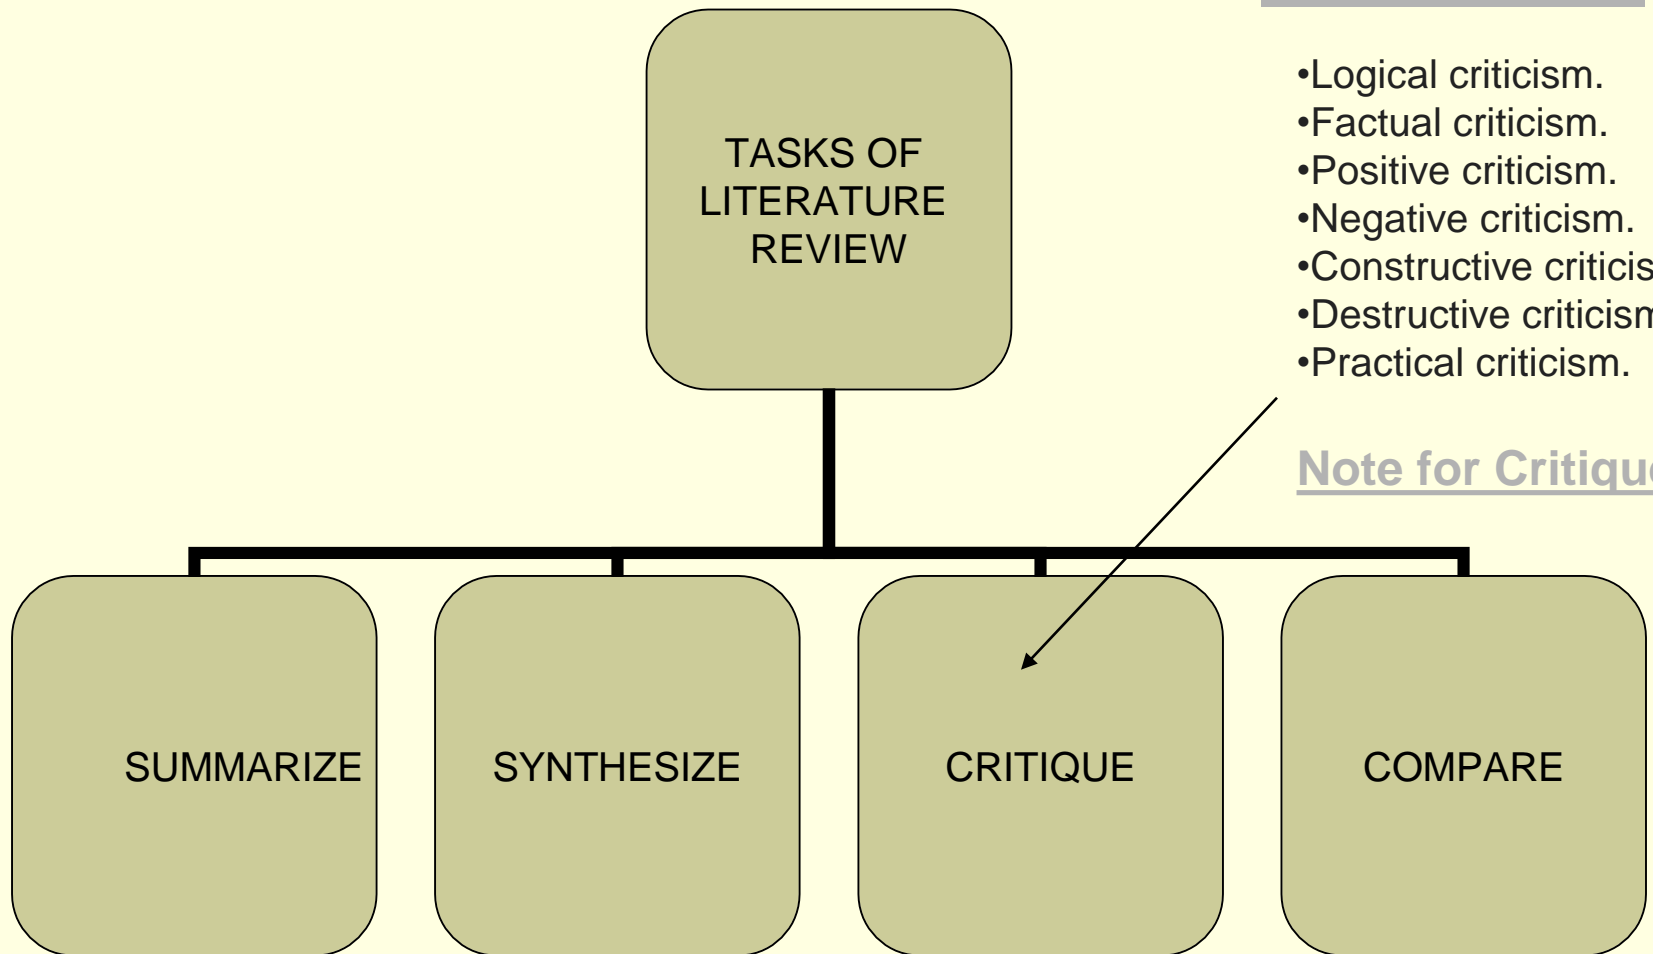 TASKS OF
LITERATURE
REVIEW
•Logical criticism.
•Factual criticism.
•Positive criticism.
•Negative criticism.
•Constructive criticis
•Destructive criticism
•Practical criticism.
Note for Critique
SUMMARIZE
SYNTHESIZE
CRITIQUE
COMPARE